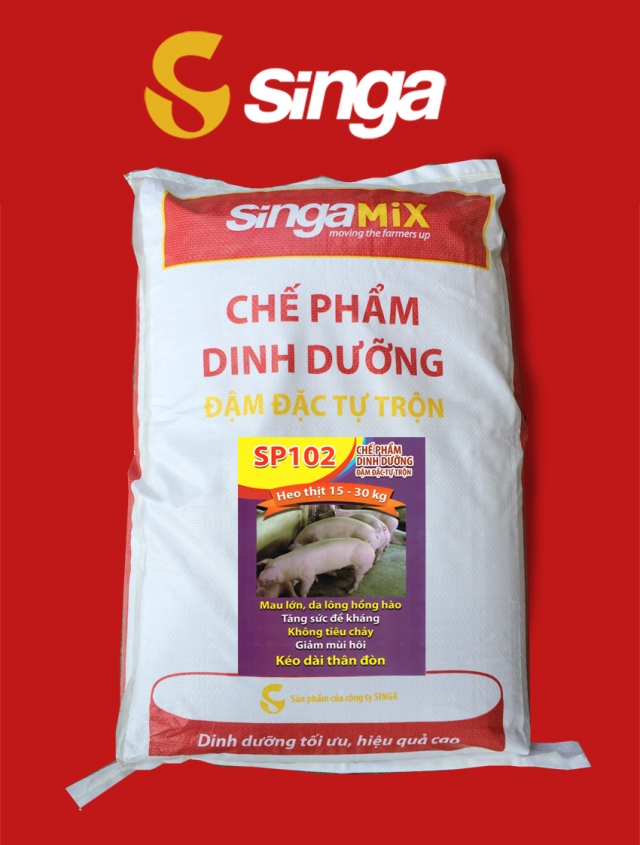 singa
singaMiX
moving the farmers up
CHẾ PHẨM
DINH DƯỠNG
ĐẬM ĐẶC TỰ TRỘN
SP102
CHẾ PHẨM
DINH DƯỠNG
ĐẬM ĐẶC-TỰ TRỘN
Heo thịt 15 - 30 kg
Mau lớn, da lông hồng hào
Tăng sức đề kháng
Không tiêu chảy
Giảm mùi hôi
Kéo dài thân đòn
Sản phẩm của công ty SINGA
Dinh dưỡng tối ưu, hiệu quả cao